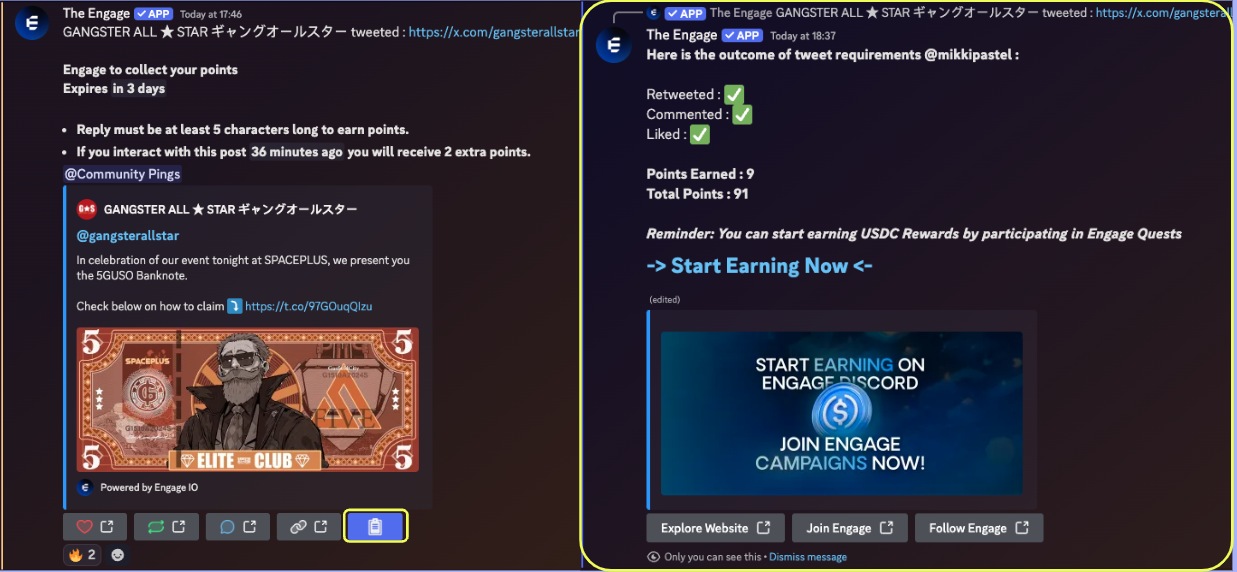 The Engage ✓ APP Today at 17:46
GANGSTER ALL ★ STAR ギャングオールスター tweeted : https://x.com/gangsterallstar
Engage to collect your points
Expires in 3 days
• Reply must be at least 5 characters long to earn points.
• If you interact with this post 36 minutes ago you will receive 2 extra points.
@Community Pings
G★S GANGSTER ALL ★ STAR ギャングオールスター
@gangsterallstar
In celebration of our event tonight at SPACEPLUS, we present you
the 5GUSO Banknote.
Check below on how to claim ⤵ https://t.co/97GOuqQIzu
5 5
SPACEPLUS
FIVE
5 ELITE CLUB 5
Powered by Engage IO
🔥 2
✓ APP The Engage GANGSTER ALL ★ STAR ギャングオールスター tweeted : https://x.com/gangsterall
The Engage ✓ APP Today at 18:37
Here is the outcome of tweet requirements @mikkipastel :
Retweeted : ✅
Commented : ✅
Liked : ✅
Points Earned : 9
Total Points : 91
Reminder: You can start earning USDC Rewards by participating in Engage Quests
-> Start Earning Now <-
(edited)
START EARNING ON
ENGAGE DISCORD
JOIN ENGAGE
CAMPAIGNS NOW!
Explore Website Join Engage Follow Engage
Only you can see this • Dismiss message